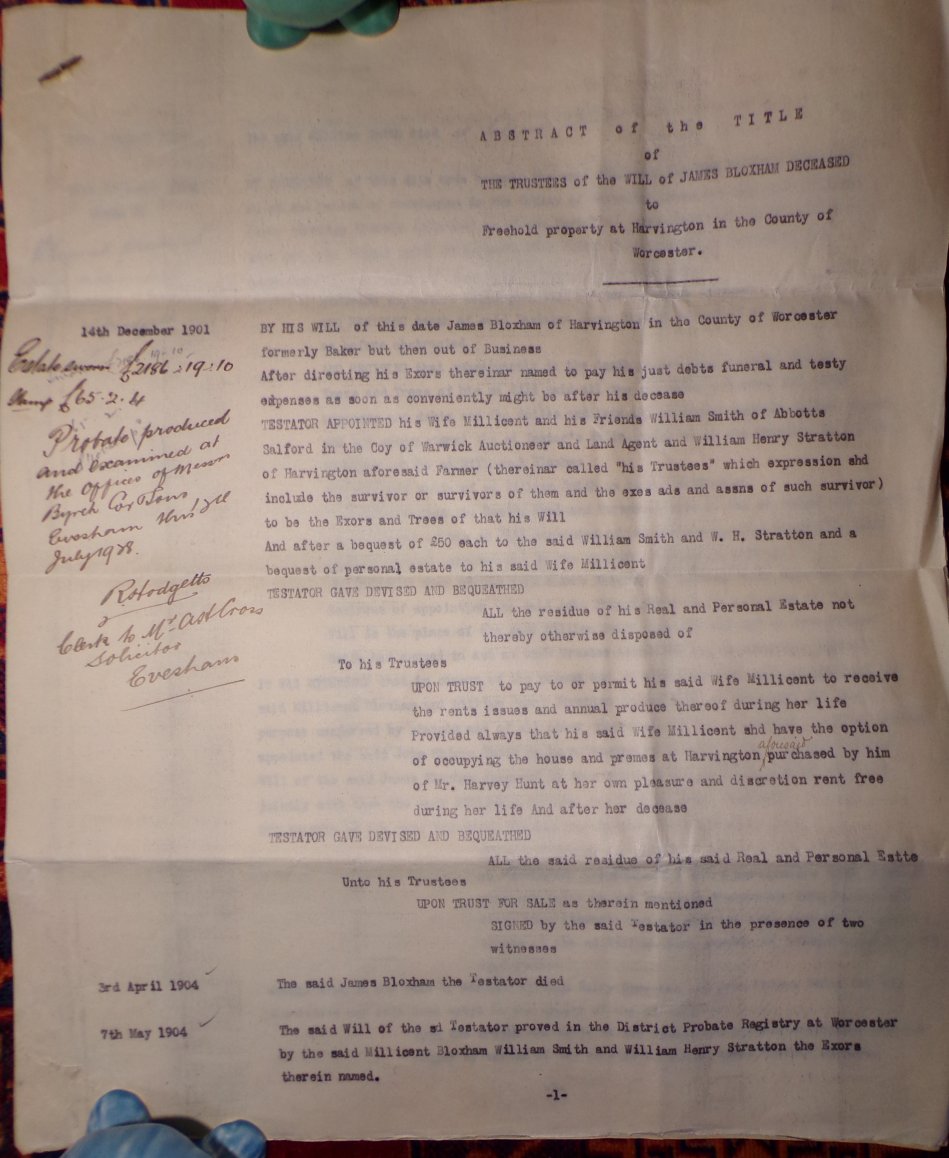 ABSTRACT of the TITLE
of
THE TRUSTEES of the WILL of JAMES BLOXHAM DECEASED
to
Freehold property at Harvington in the County of
Worcester.
14th December 1901
Estate sworn £2186.19.10
Stamp £65.2.4
Probate produced
and examined at
the Offices of Messrs
Byrch Cox & Sons
Evesham this
July 19
R Hodgetts
Clerk to Mr Cross
Solicitor
Evesham
BY HIS WILL of this date James Bloxham of Harvington in the County of Worcester
formerly Baker but then out of Business
After directing his Exors thereinar named to pay his just debts funeral and testy
expenses as soon as conveniently might be after his decease
TESTATOR APPOINTED his Wife Millicent and his Friends William Smith of Abbotts
Salford in the Coy of Warwick Auctioneer and Land Agent and William Henry Stratton
of Harvington aforesaid Farmer (thereinar called "his Trustees" which expression shd
include the survivor or survivors of them and the exes ads and assns of such survivor)
to be the Exors and Trees of that his Will
And after a bequest of £50 each to the said William Smith and W. H. Stratton and a
bequest of personal estate to his said Wife Millicent
TESTATOR GAVE DEVISED AND BEQUEATHED
ALL the residue of his Real and Personal Estate not
thereby otherwise disposed of
To his Trustees
UPON TRUST to pay to or permit his said Wife Millicent to receive
the rents issues and annual produce thereof during her life
Provided always that his said Wife Millicent shd have the option
of occupying the house and premes at Harvington aforesaid purchased by him
of Mr. Harvey Hunt at her own pleasure and discretion rent free
during her life And after her decease
TESTATOR GAVE DEVISED AND BEQUEATHED
ALL the said residue of his said Real and Personal Estte
Unto his Trustees
UPON TRUST FOR SALE as therein mentioned
SIGNED by the said Testator in the presence of two
witnesses
3rd April 1904
The said James Bloxham the Testator died
7th May 1904
The said Will of the sd Testator proved in the District Probate Registry at Worcester
by the said Millicent Bloxham William Smith and William Henry Stratton the Exors
therein named.
-1-